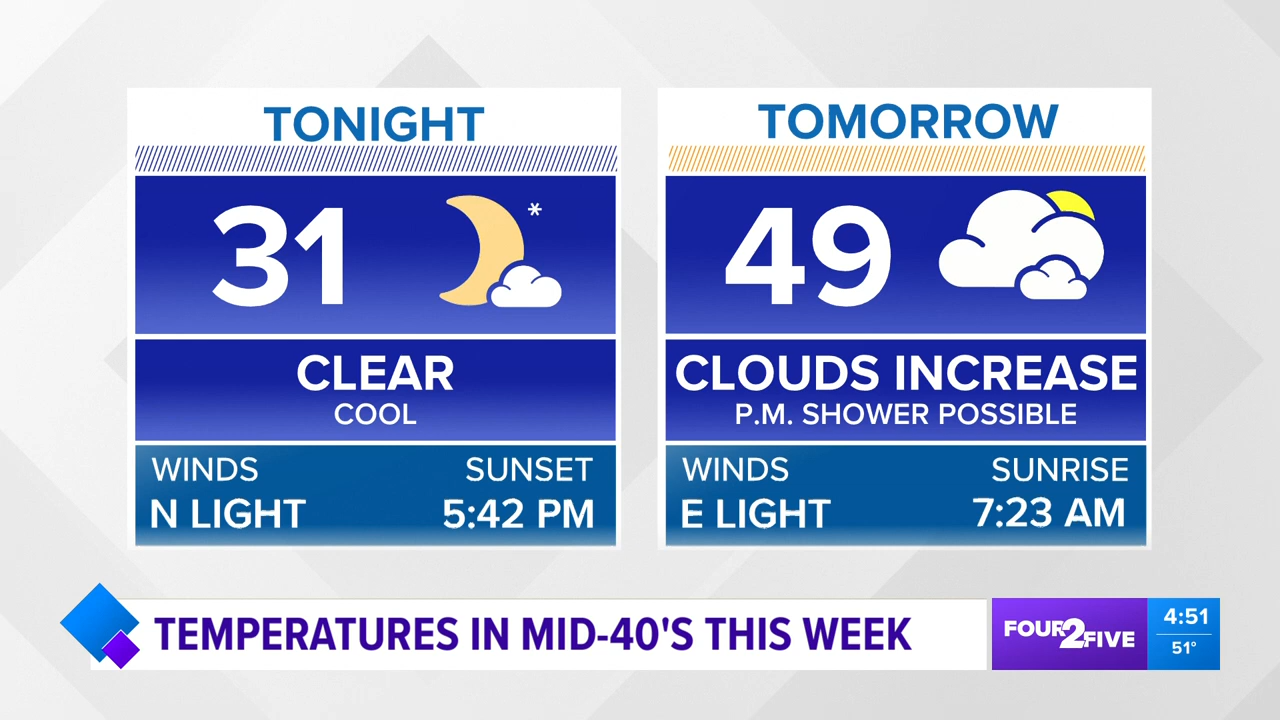 TONIGHT
31
CLEAR
COOL
WINDS
SUNSET
N LIGHT
5:42 PM
TOMORROW
49
CLOUDS INCREASE
P.M. SHOWER POSSIBLE
WINDS
SUNRISE
E LIGHT
7:23 AM
TEMPERATURES IN MID-40'S THIS WEEK
FOUR2FIVE
4:51
51°